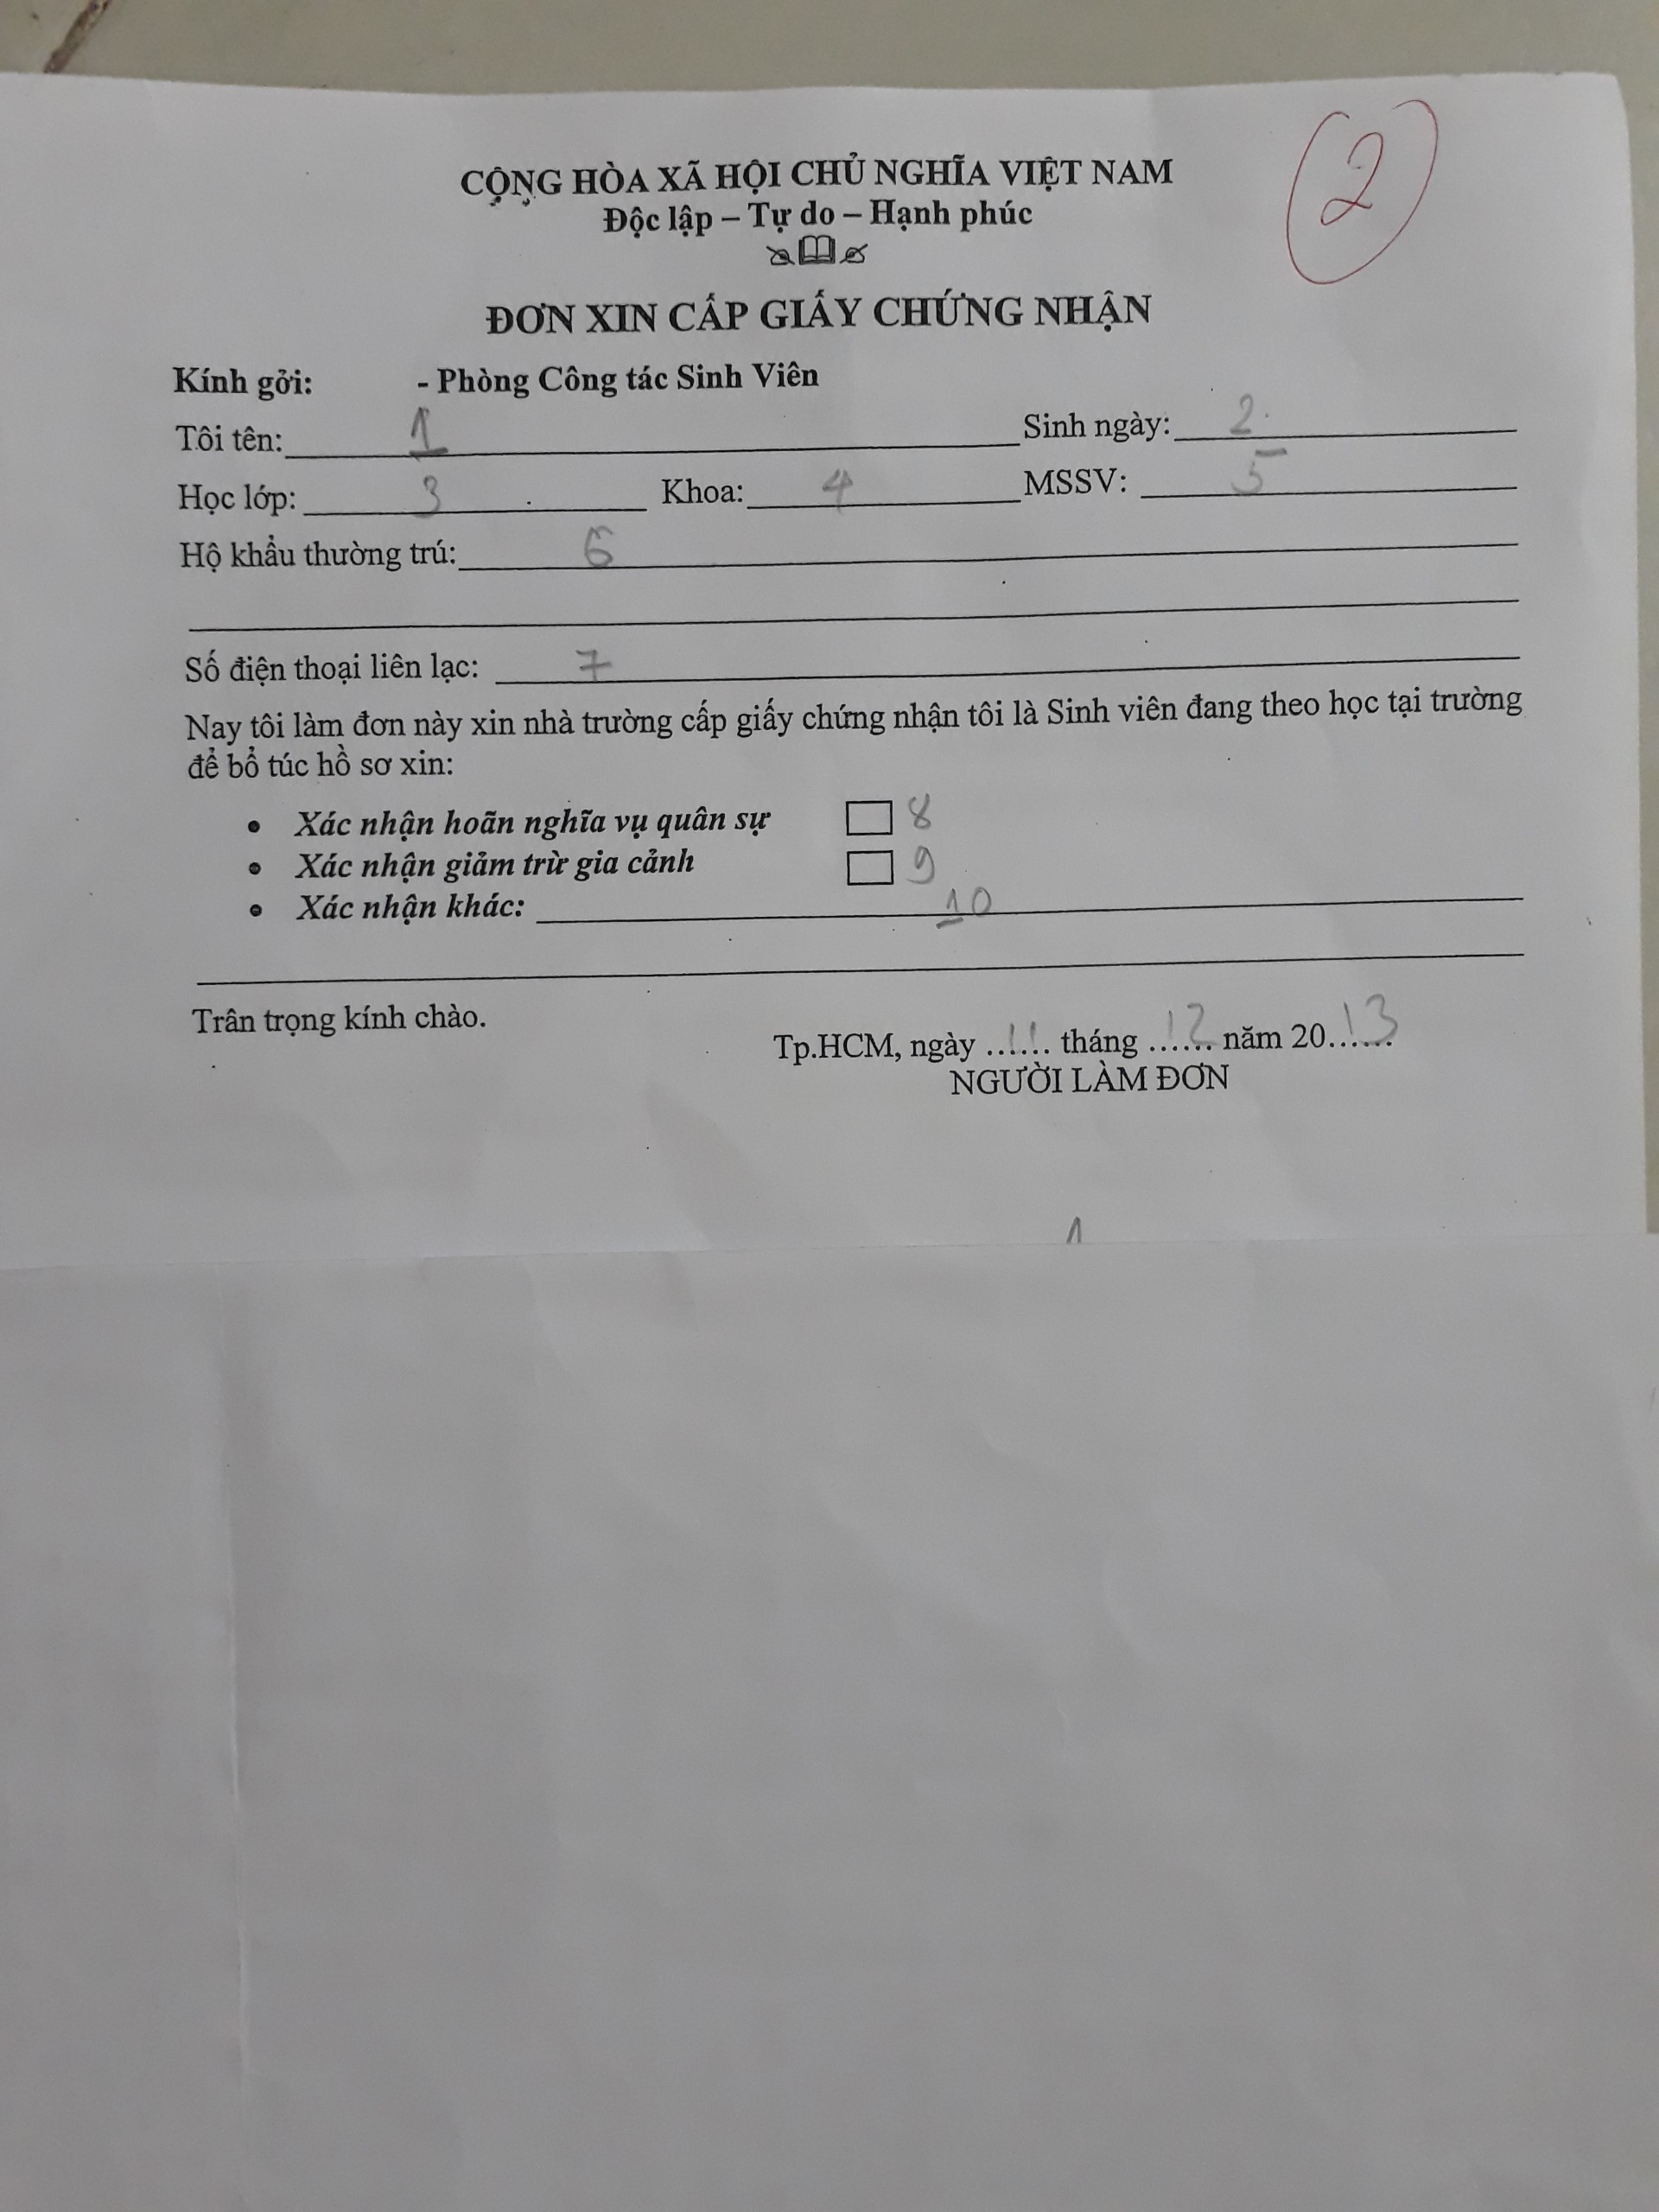 2
CỘNG HÒA XÃ HỘI CHỦ NGHĨA VIỆT NAM
Độc lập – Tự do – Hạnh phúc
ĐƠN XIN CẤP GIẤY CHỨNG NHẬN
Kính gởi: - Phòng Công tác Sinh Viên
Tôi tên: 1 Sinh ngày: 2
Học lớp: 3 Khoa: 4 MSSV: 5
Hộ khẩu thường trú: 6
Số điện thoại liên lạc: 7
Nay tôi làm đơn này xin nhà trường cấp giấy chứng nhận tôi là Sinh viên đang theo học tại trường
để bổ túc hồ sơ xin:
• Xác nhận hoãn nghĩa vụ quân sự 8
• Xác nhận giảm trừ gia cảnh 9
• Xác nhận khác: 10
Trân trọng kính chào.
Tp.HCM, ngày ...11... tháng ...12... năm 20...13...
NGƯỜI LÀM ĐƠN
1